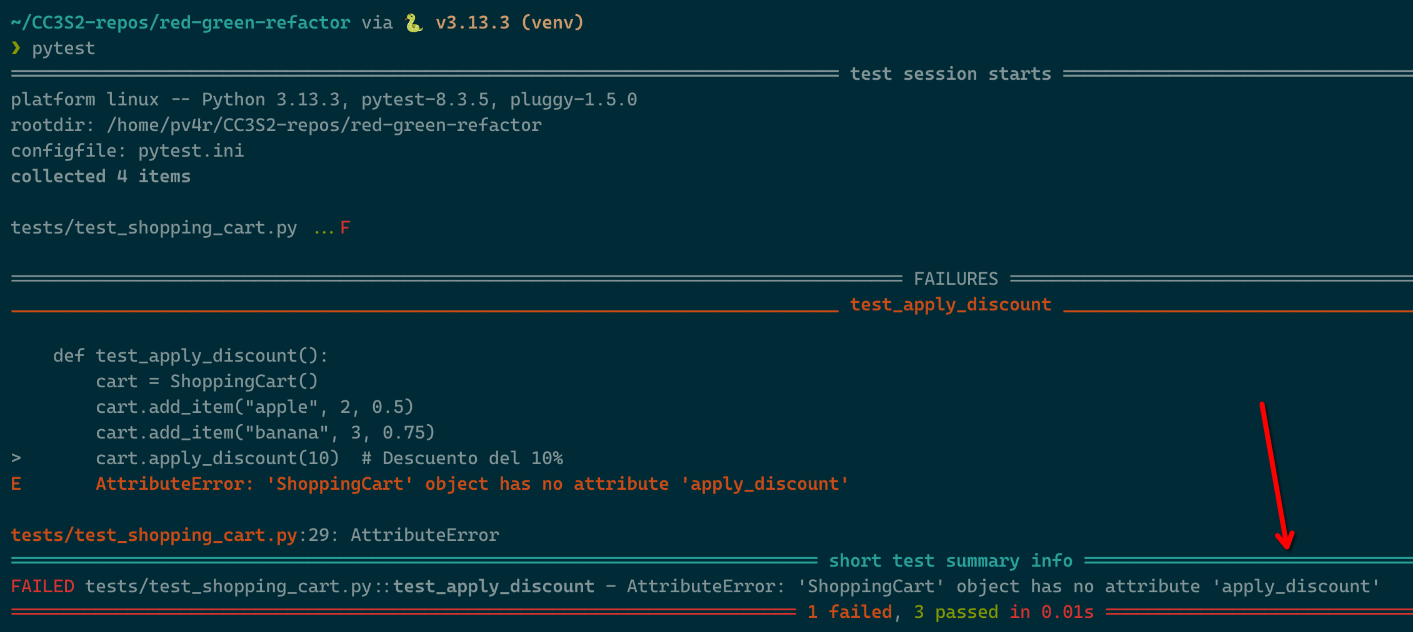 ~/CC3S2-repos/red-green-refactor via 🐍 v3.13.3 (venv)
❯ pytest
test session starts
platform linux -- Python 3.13.3, pytest-8.3.5, pluggy-1.5.0
rootdir: /home/pv4r/CC3S2-repos/red-green-refactor
configfile: pytest.ini
collected 4 items
tests/test_shopping_cart.py ...F
FAILURES
test_apply_discount
def test_apply_discount():
cart = ShoppingCart()
cart.add_item("apple", 2, 0.5)
cart.add_item("banana", 3, 0.75)
> cart.apply_discount(10) # Descuento del 10%
E AttributeError: 'ShoppingCart' object has no attribute 'apply_discount'
tests/test_shopping_cart.py:29: AttributeError
short test summary info
FAILED tests/test_shopping_cart.py::test_apply_discount - AttributeError: 'ShoppingCart' object has no attribute 'apply_discount'
1 failed, 3 passed in 0.01s